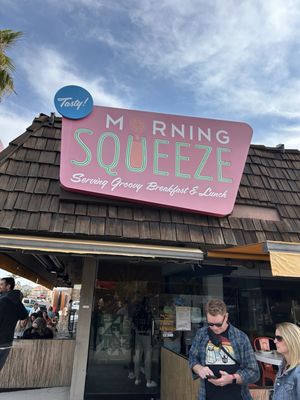 Tasty!
MORNING
SQUEEZE
Serving Groovy Breakfast & Lunch